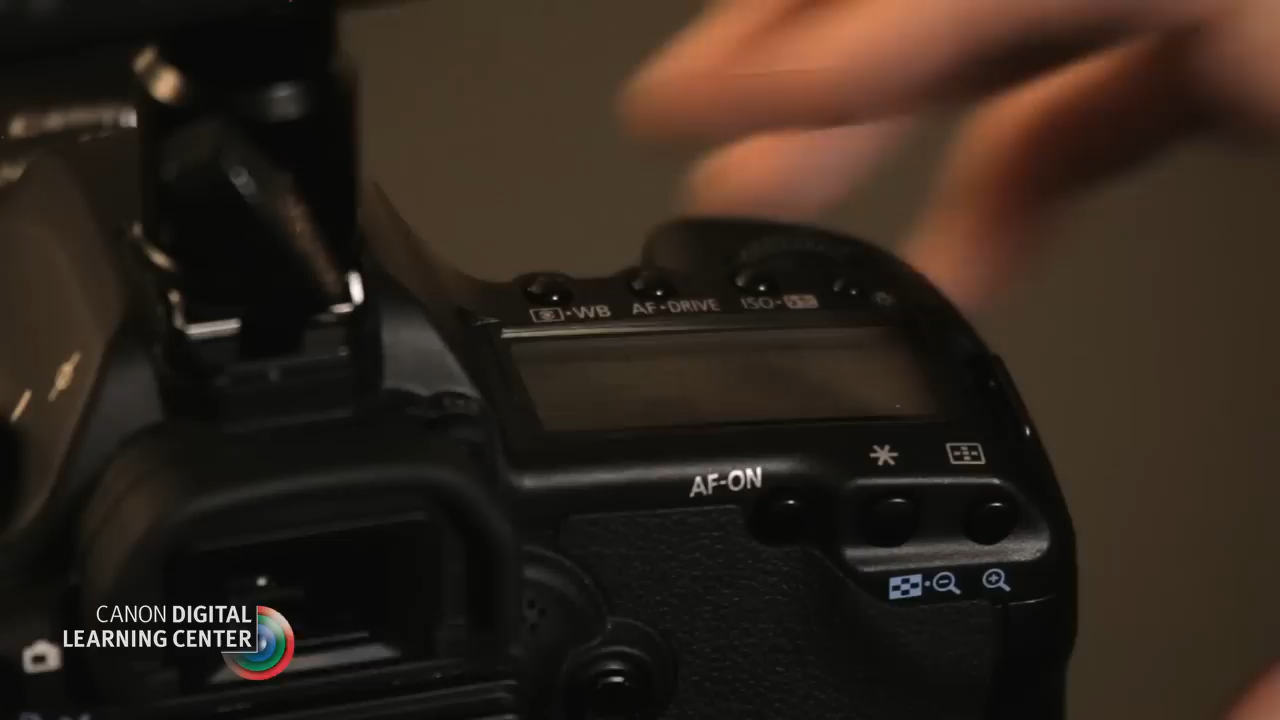 WB AF•DRIVE ISO•
AF-ON
CANON DIGITAL
LEARNING CENTER